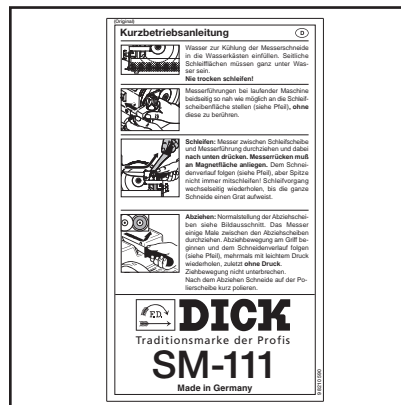 (Original)
Kurzbetriebsanleitung
D
Wasser zur Kühlung der Messerschneide
in die Wasserkästen einfüllen. Seitliche
Schleifflächen müssen ganz unter Was-
ser sein.
Nie trocken schleifen!
Messerführungen bei laufender Maschine
beidseitig so nah wie möglich an die Schleif-
scheibenfläche stellen (siehe Pfeil), ohne
diese zu berühren.
Schleifen: Messer zwischen Schleifscheibe
und Messerführung durchziehen und dabei
nach unten drücken. Messerrücken muß
an Magnetfläche anliegen. Dem Schnei-
denverlauf folgen (siehe Pfeil), aber Spitze
nicht immer mitschleifen! Schleifvorgang
wechselseitig wiederholen, bis die ganze
Schneide einen Grat aufweist.
Abziehen: Normalstellung der Abziehschei-
ben siehe Bildausschnitt. Das Messer
einige Male zwischen den Abziehscheiben
durchziehen. Abziehbewegung am Griff be-
ginnen und dem Schneidenverlauf folgen
(siehe Pfeil), mehrmals mit leichtem Druck
wiederholen, zuletzt ohne Druck.
Ziehbewegung nicht unterbrechen.
Nach dem Abziehen Schneide auf der Po-
lierscheibe kurz polieren.
F.D.
DICK
Traditionsmarke der Profis
SM-111
Made in Germany